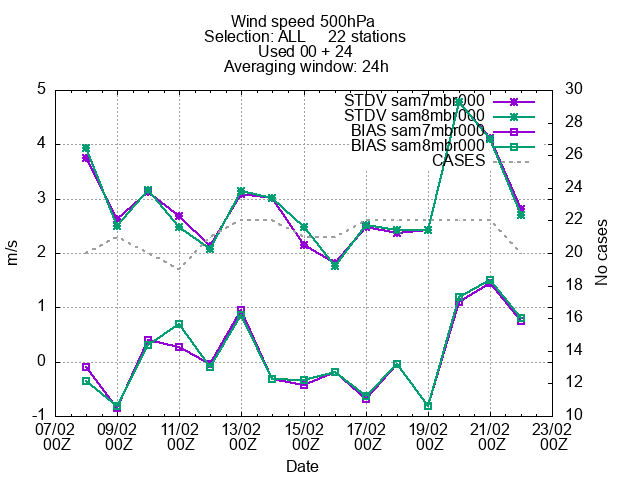 Wind speed 500hPa
Selection: ALL 22 stations
Used 00 + 24
Averaging window: 24h
STDV sam7mbr000
STDV sam8mbr000
BIAS sam7mbr000
BIAS sam8mbr000
CASES
5
4
3
2
1
0
-1
m/s
30
28
26
24
22
20
18
16
14
12
10
No cases
07/02 09/02 11/02 13/02 15/02 17/02 19/02 21/02 23/02
00Z 00Z 00Z 00Z 00Z 00Z 00Z 00Z 00Z
Date